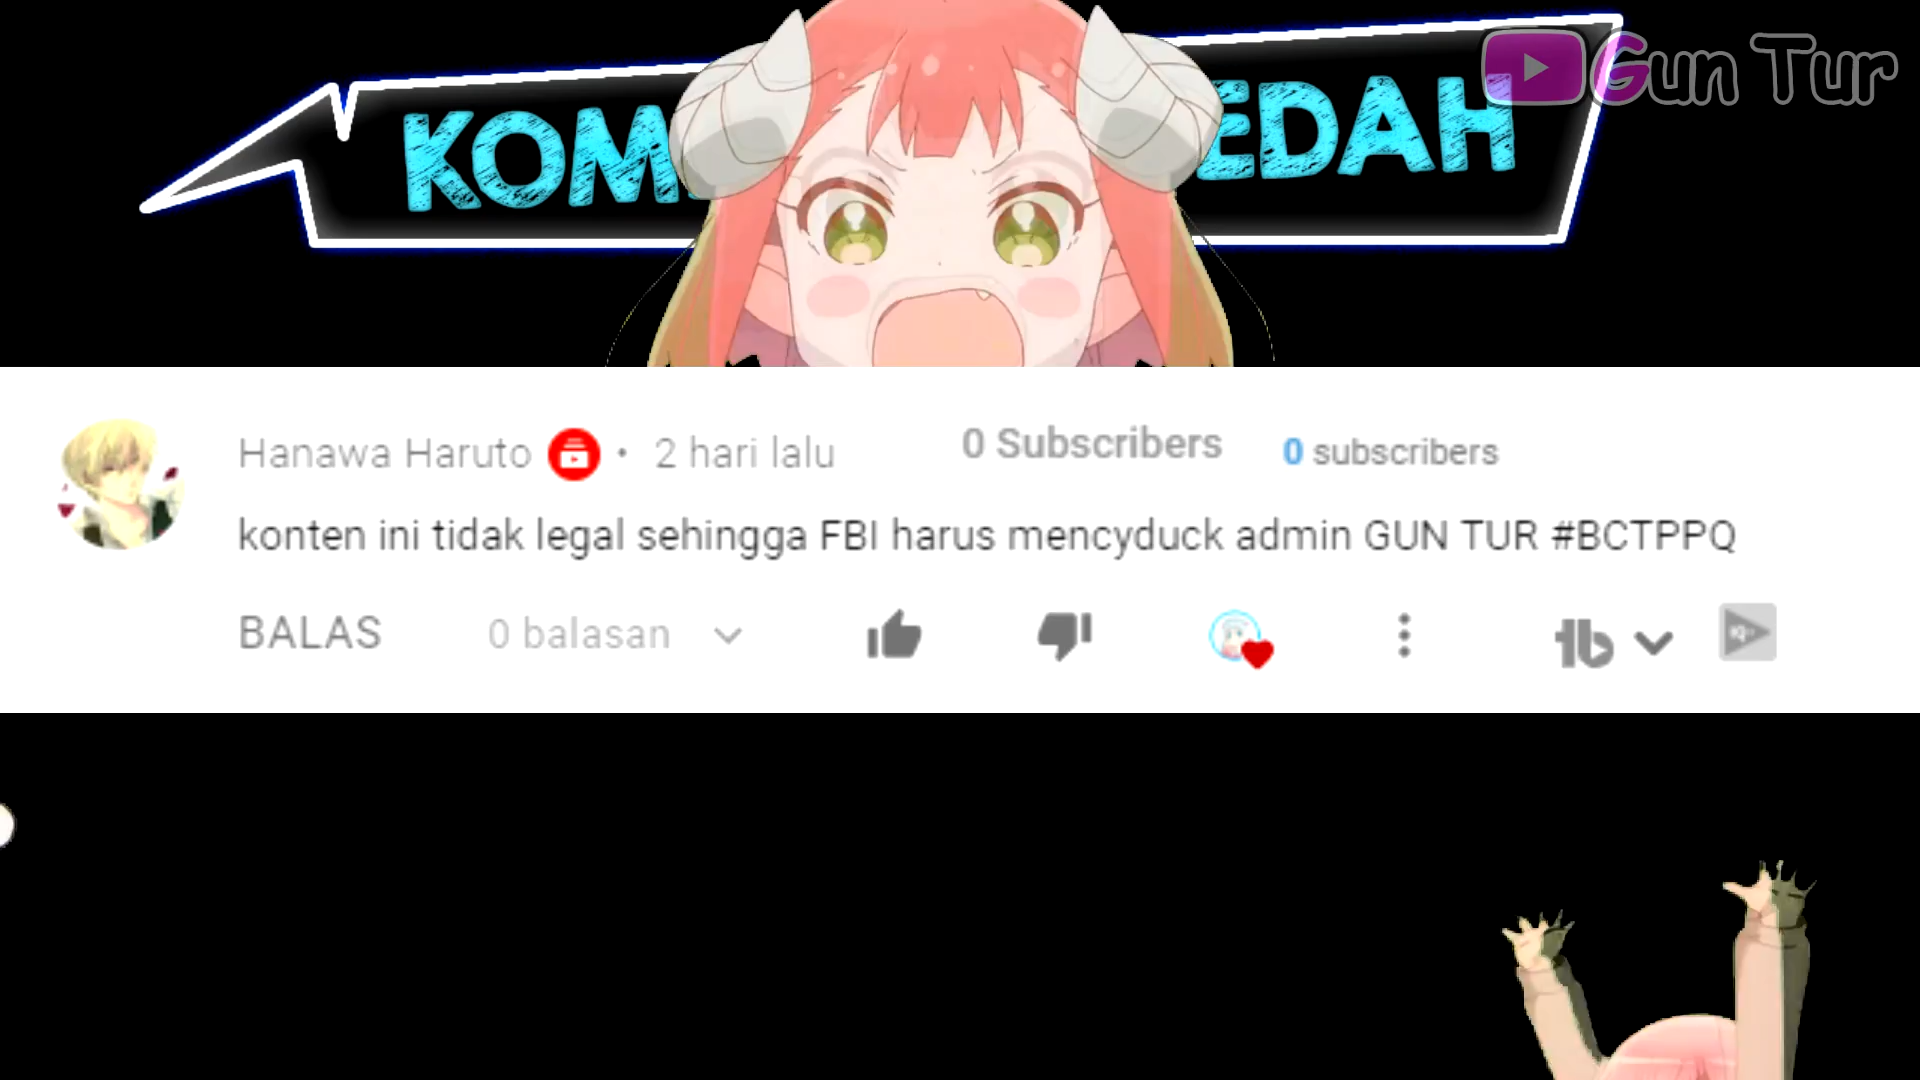 Gun Tur
KOM EDAH
Hanawa Haruto • 2 hari lalu 0 Subscribers 0 subscribers
konten ini tidak legal sehingga FBI harus mencyduck admin GUN TUR #BCTPPQ
BALAS 0 balasan